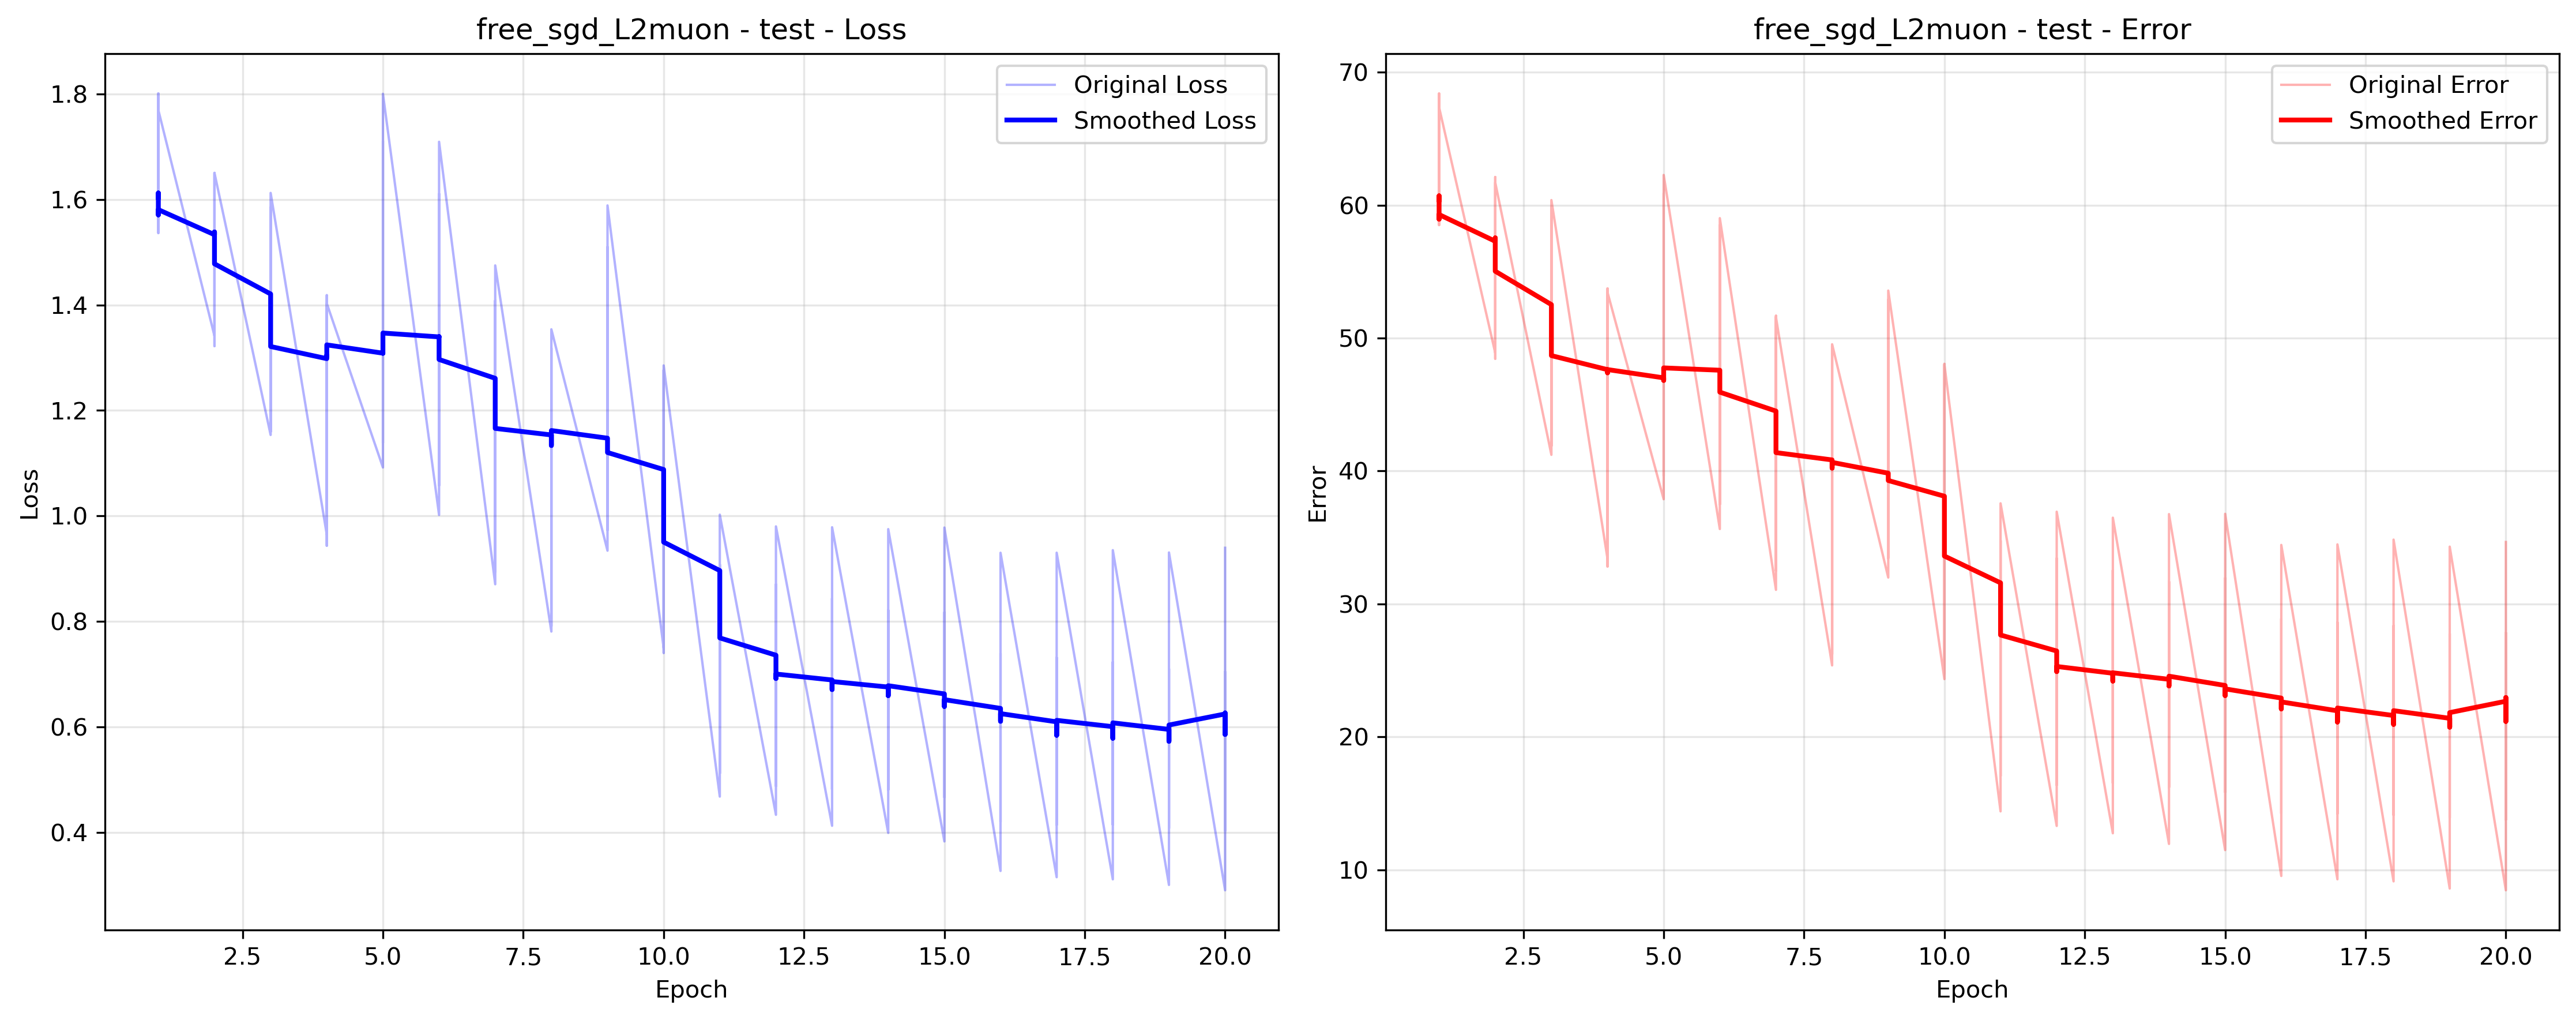 free_sgd_L2muon - test - Loss
Original Loss
Smoothed Loss
1.8
1.6
1.4
1.2
1.0
0.8
0.6
0.4
Loss
2.5 5.0 7.5 10.0 12.5 15.0 17.5 20.0
Epoch
free_sgd_L2muon - test - Error
Original Error
Smoothed Error
70
60
50
40
30
20
10
Error
2.5 5.0 7.5 10.0 12.5 15.0 17.5 20.0
Epoch